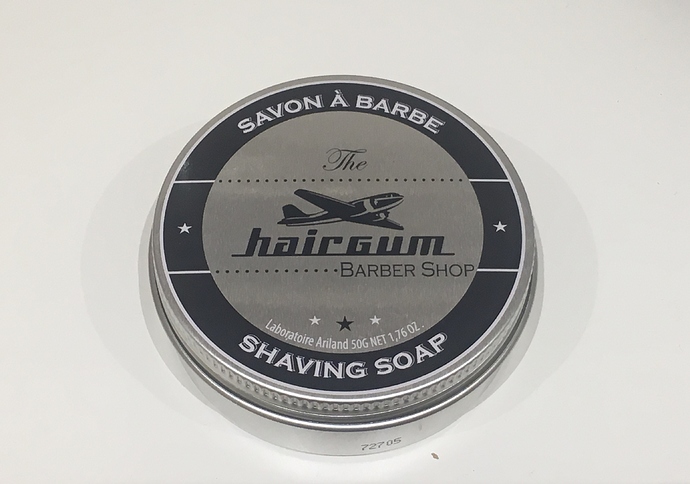 SAVON À BARBE
The
hairgum
BARBER SHOP
Laboratoire Ariland 50G NET 1,76 OZ.
SHAVING SOAP
72705